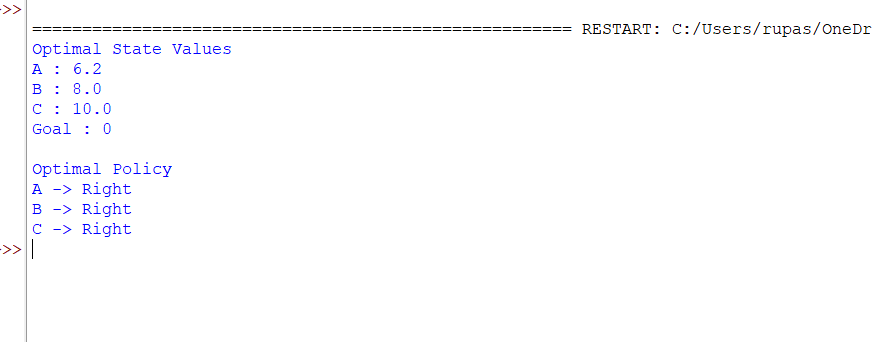 >>
====================================================== RESTART: C:/Users/rupas/OneDr
Optimal State Values
A : 6.2
B : 8.0
C : 10.0
Goal : 0
Optimal Policy
A -> Right
B -> Right
C -> Right
>>